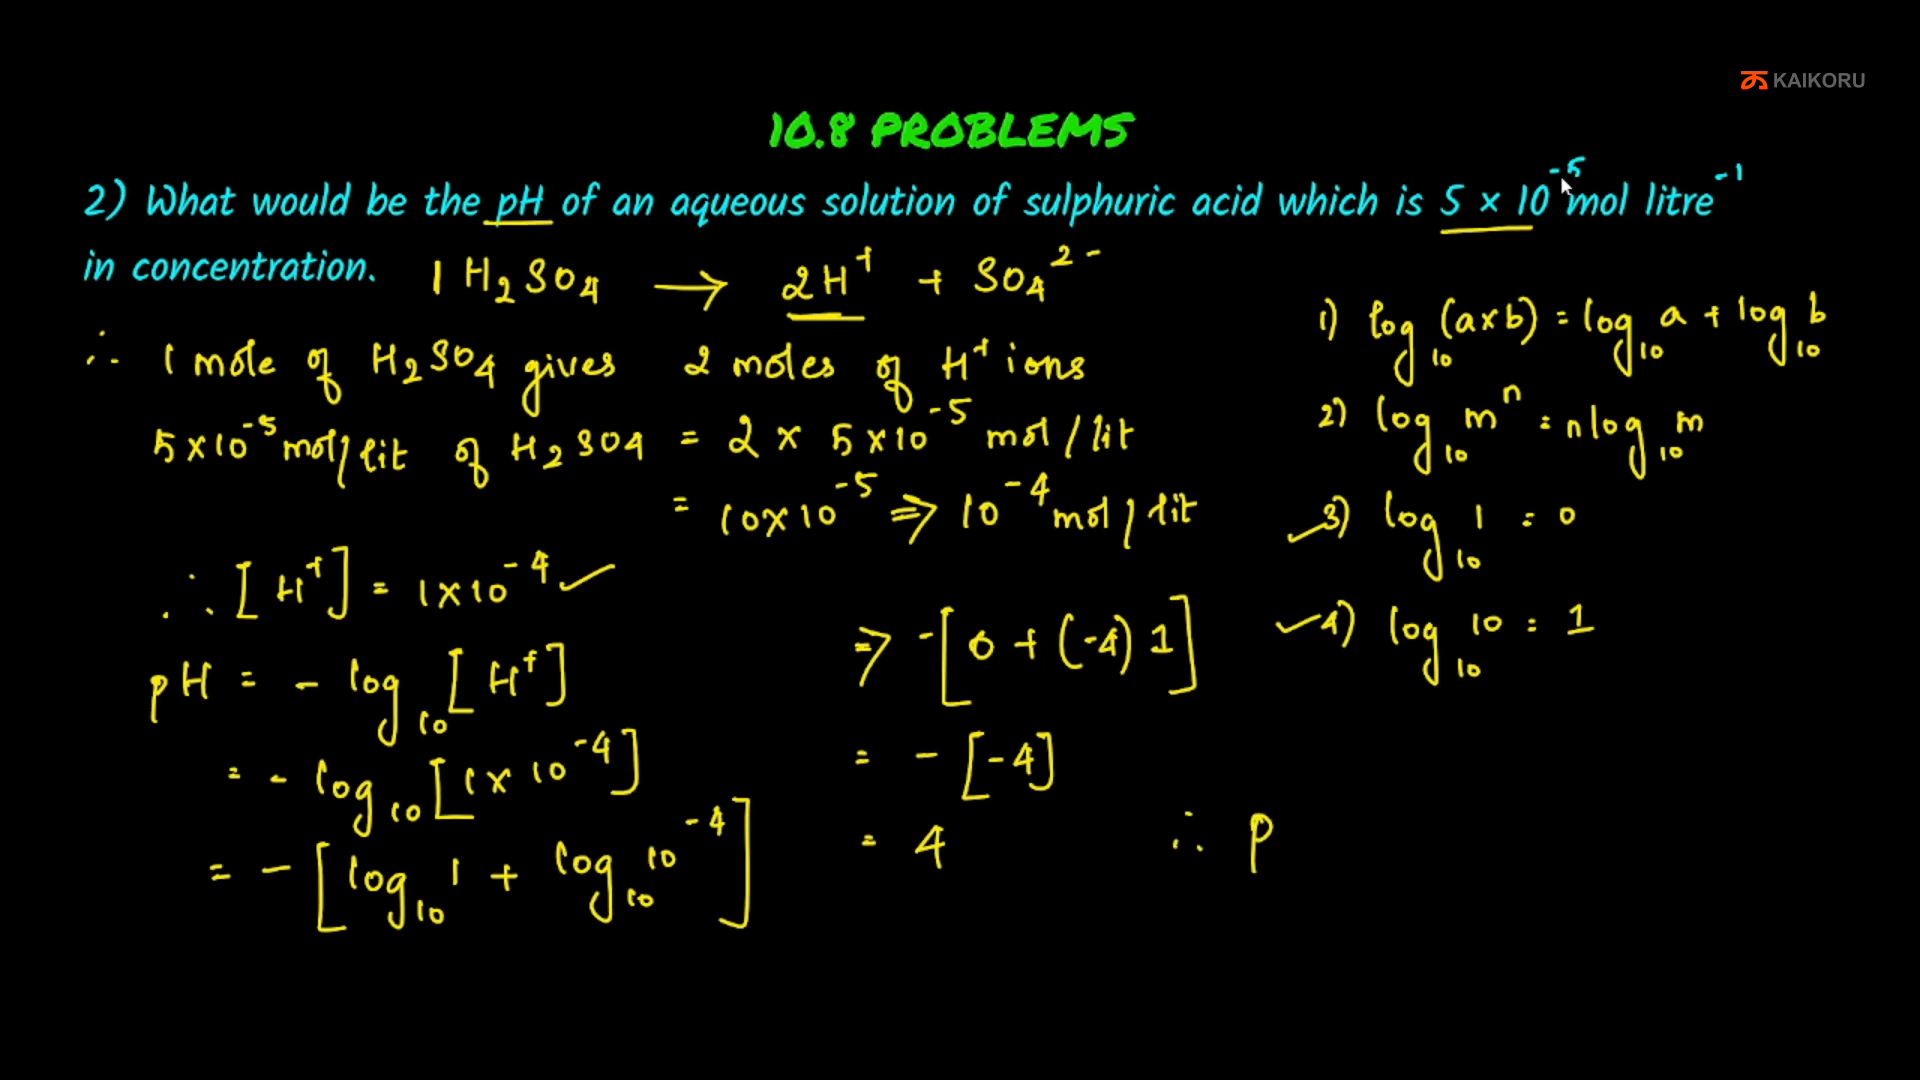 KAIKORU
10.8 PROBLEMS
2) What would be the pH of an aqueous solution of sulphuric acid which is 5 × 10⁻⁵ mol litre⁻¹
in concentration. 1 H₂SO₄ → 2H⁺ + SO₄²⁻
∴ 1 mole of H₂SO₄ gives 2 moles of H⁺ ions
5×10⁻⁵ mol/lit of H₂SO₄ = 2 × 5×10⁻⁵ mol/lit
= 10×10⁻⁵ ⇒ 10⁻⁴ mol/lit
∴ [H⁺] = 1×10⁻⁴ ✓
pH = - log₁₀ [H⁺]
= - log₁₀ [1× 10⁻⁴]
= - [log₁₀ 1 + log₁₀ 10⁻⁴]
⇒ -[0 + (-4) 1]
= - [-4]
= 4
∴ p
1) log₁₀ (a×b) = log₁₀ a + log₁₀ b
2) log₁₀ mⁿ = n log₁₀ m
✓3) log₁₀ 1 = 0
✓4) log₁₀ 10 = 1